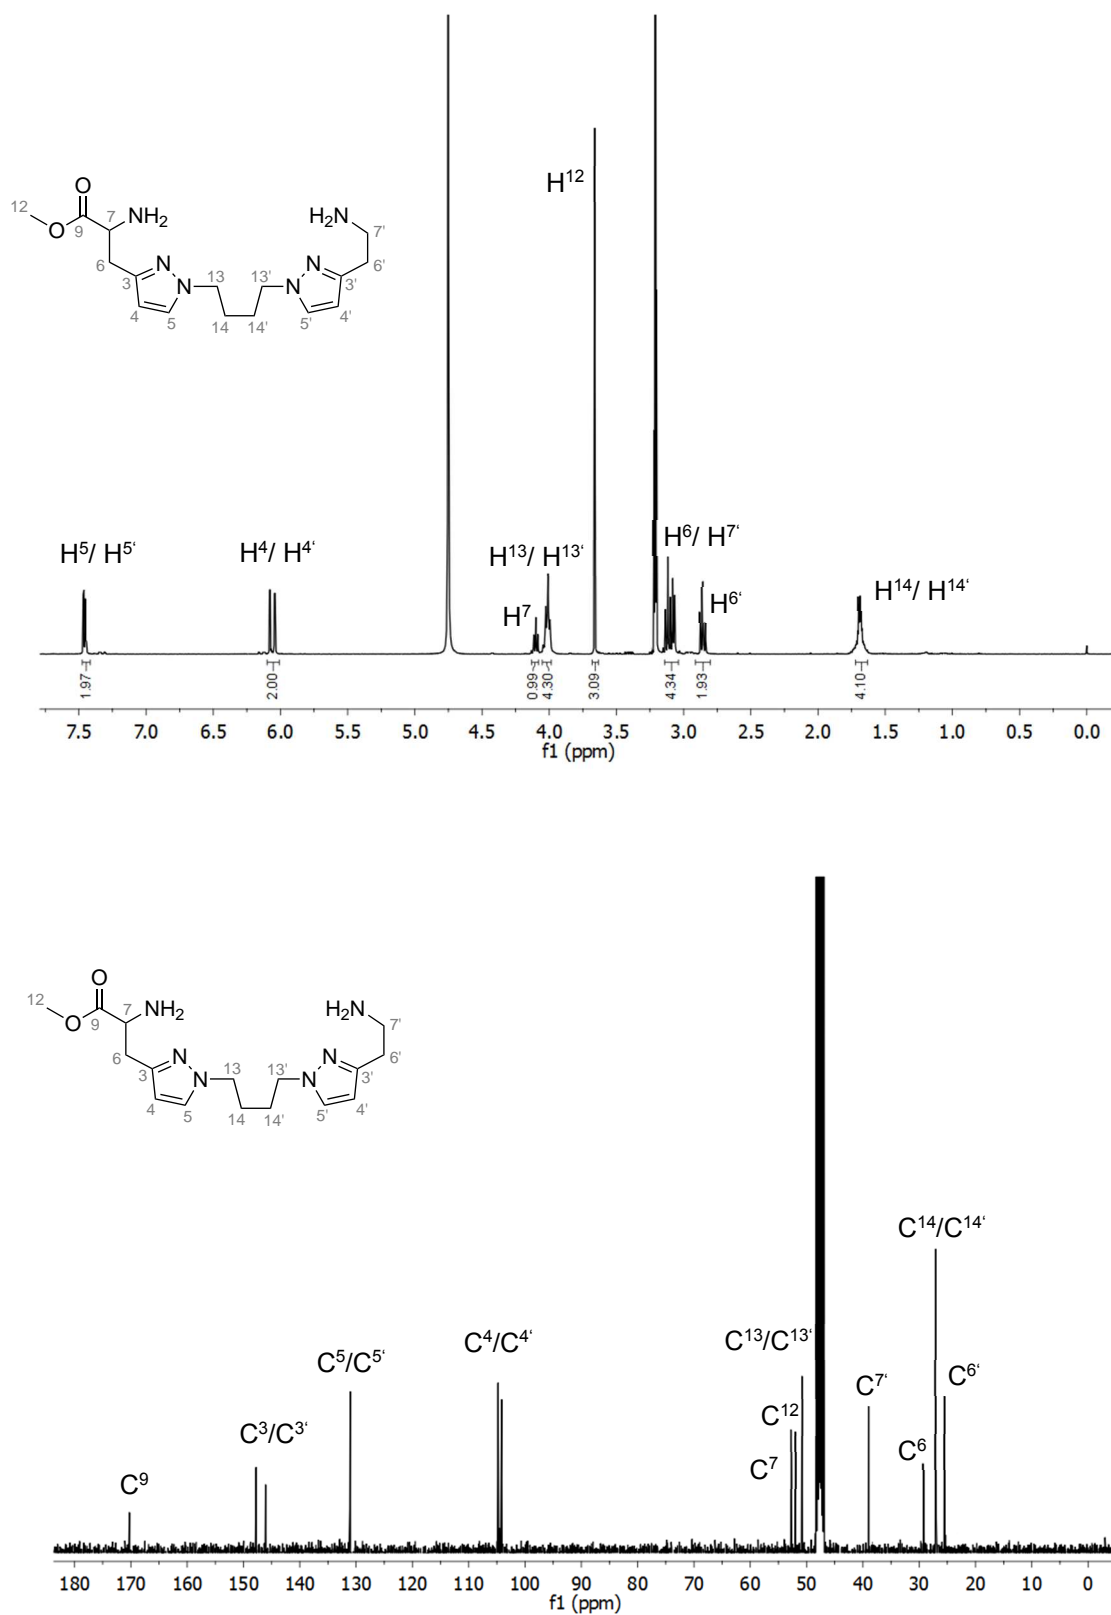 H¹²
O
12
7
NH₂
H₂N
O
9
7'
6
N
13
13'
N
6'
3
N
N
3'
4
5
14
14'
5'
4'
H⁵/ H⁵‘
H⁴/ H⁴‘
H¹³/ H¹³‘
H⁷
H⁶/ H⁷‘
H⁶‘
H¹⁴/ H¹⁴‘
1.97
2.00
0.99
4.30
3.09
4.34
1.93
4.10
7.5 7.0 6.5 6.0 5.5 5.0 4.5 4.0 3.5 3.0 2.5 2.0 1.5 1.0 0.5 0.0
f1 (ppm)
O
12
7
NH₂
H₂N
O
9
7'
6
N
13
13'
N
6'
3
N
N
3'
4
5
14
14'
5'
4'
C¹⁴/C¹⁴‘
C⁴/C⁴‘
C¹³/C¹³‘
C⁵/C⁵‘
C⁷‘
C⁶‘
C¹²
C³/C³‘
C⁶
C⁷
C⁹
180 170 160 150 140 130 120 110 100 90 80 70 60 50 40 30 20 10 0
f1 (ppm)